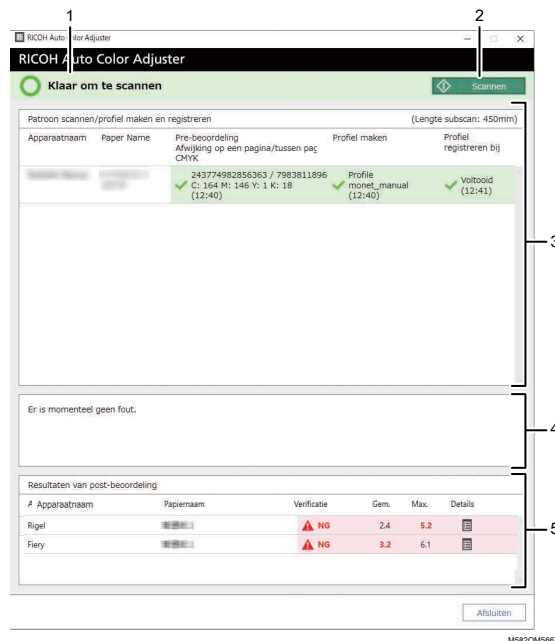 1
2
RICOH Auto Color Adjuster
RICOH Auto Color Adjuster
Klaar om te scannen
Scannen
Patroon scannen/profiel maken en registreren (Lengte subscan: 450mm)
Apparaatnaam Paper Name Pre-beoordeling Profiel maken Profiel
Afwijking op een pagina/tussen pag registreren bij
CMYK
243774982856363 / 7983811896 Profile Voltooid
C: 164 M: 146 Y: 1 K: 18 monet_manual (12:41)
(12:40) (12:40)
3
Er is momenteel geen fout.
4
Resultaten van post-beoordeling
Apparaatnaam Papiernaam Verificatie Gem. Max. Details
Rigel NG 2.4 5.2
5
Fiery NG 3.2 6.1
Afsluiten
M582OM5667